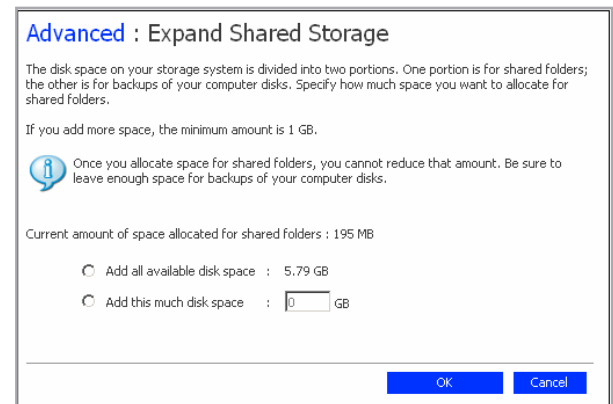 Advanced : Expand Shared Storage
The disk space on your storage system is divided into two portions. One portion is for shared folders;
the other is for backups of your computer disks. Specify how much space you want to allocate for
shared folders.
If you add more space, the minimum amount is 1 GB.
Once you allocate space for shared folders, you cannot reduce that amount. Be sure to
leave enough space for backups of your computer disks.
Current amount of space allocated for shared folders : 195 MB
Add all available disk space : 5.79 GB
Add this much disk space : 0 GB
OK Cancel